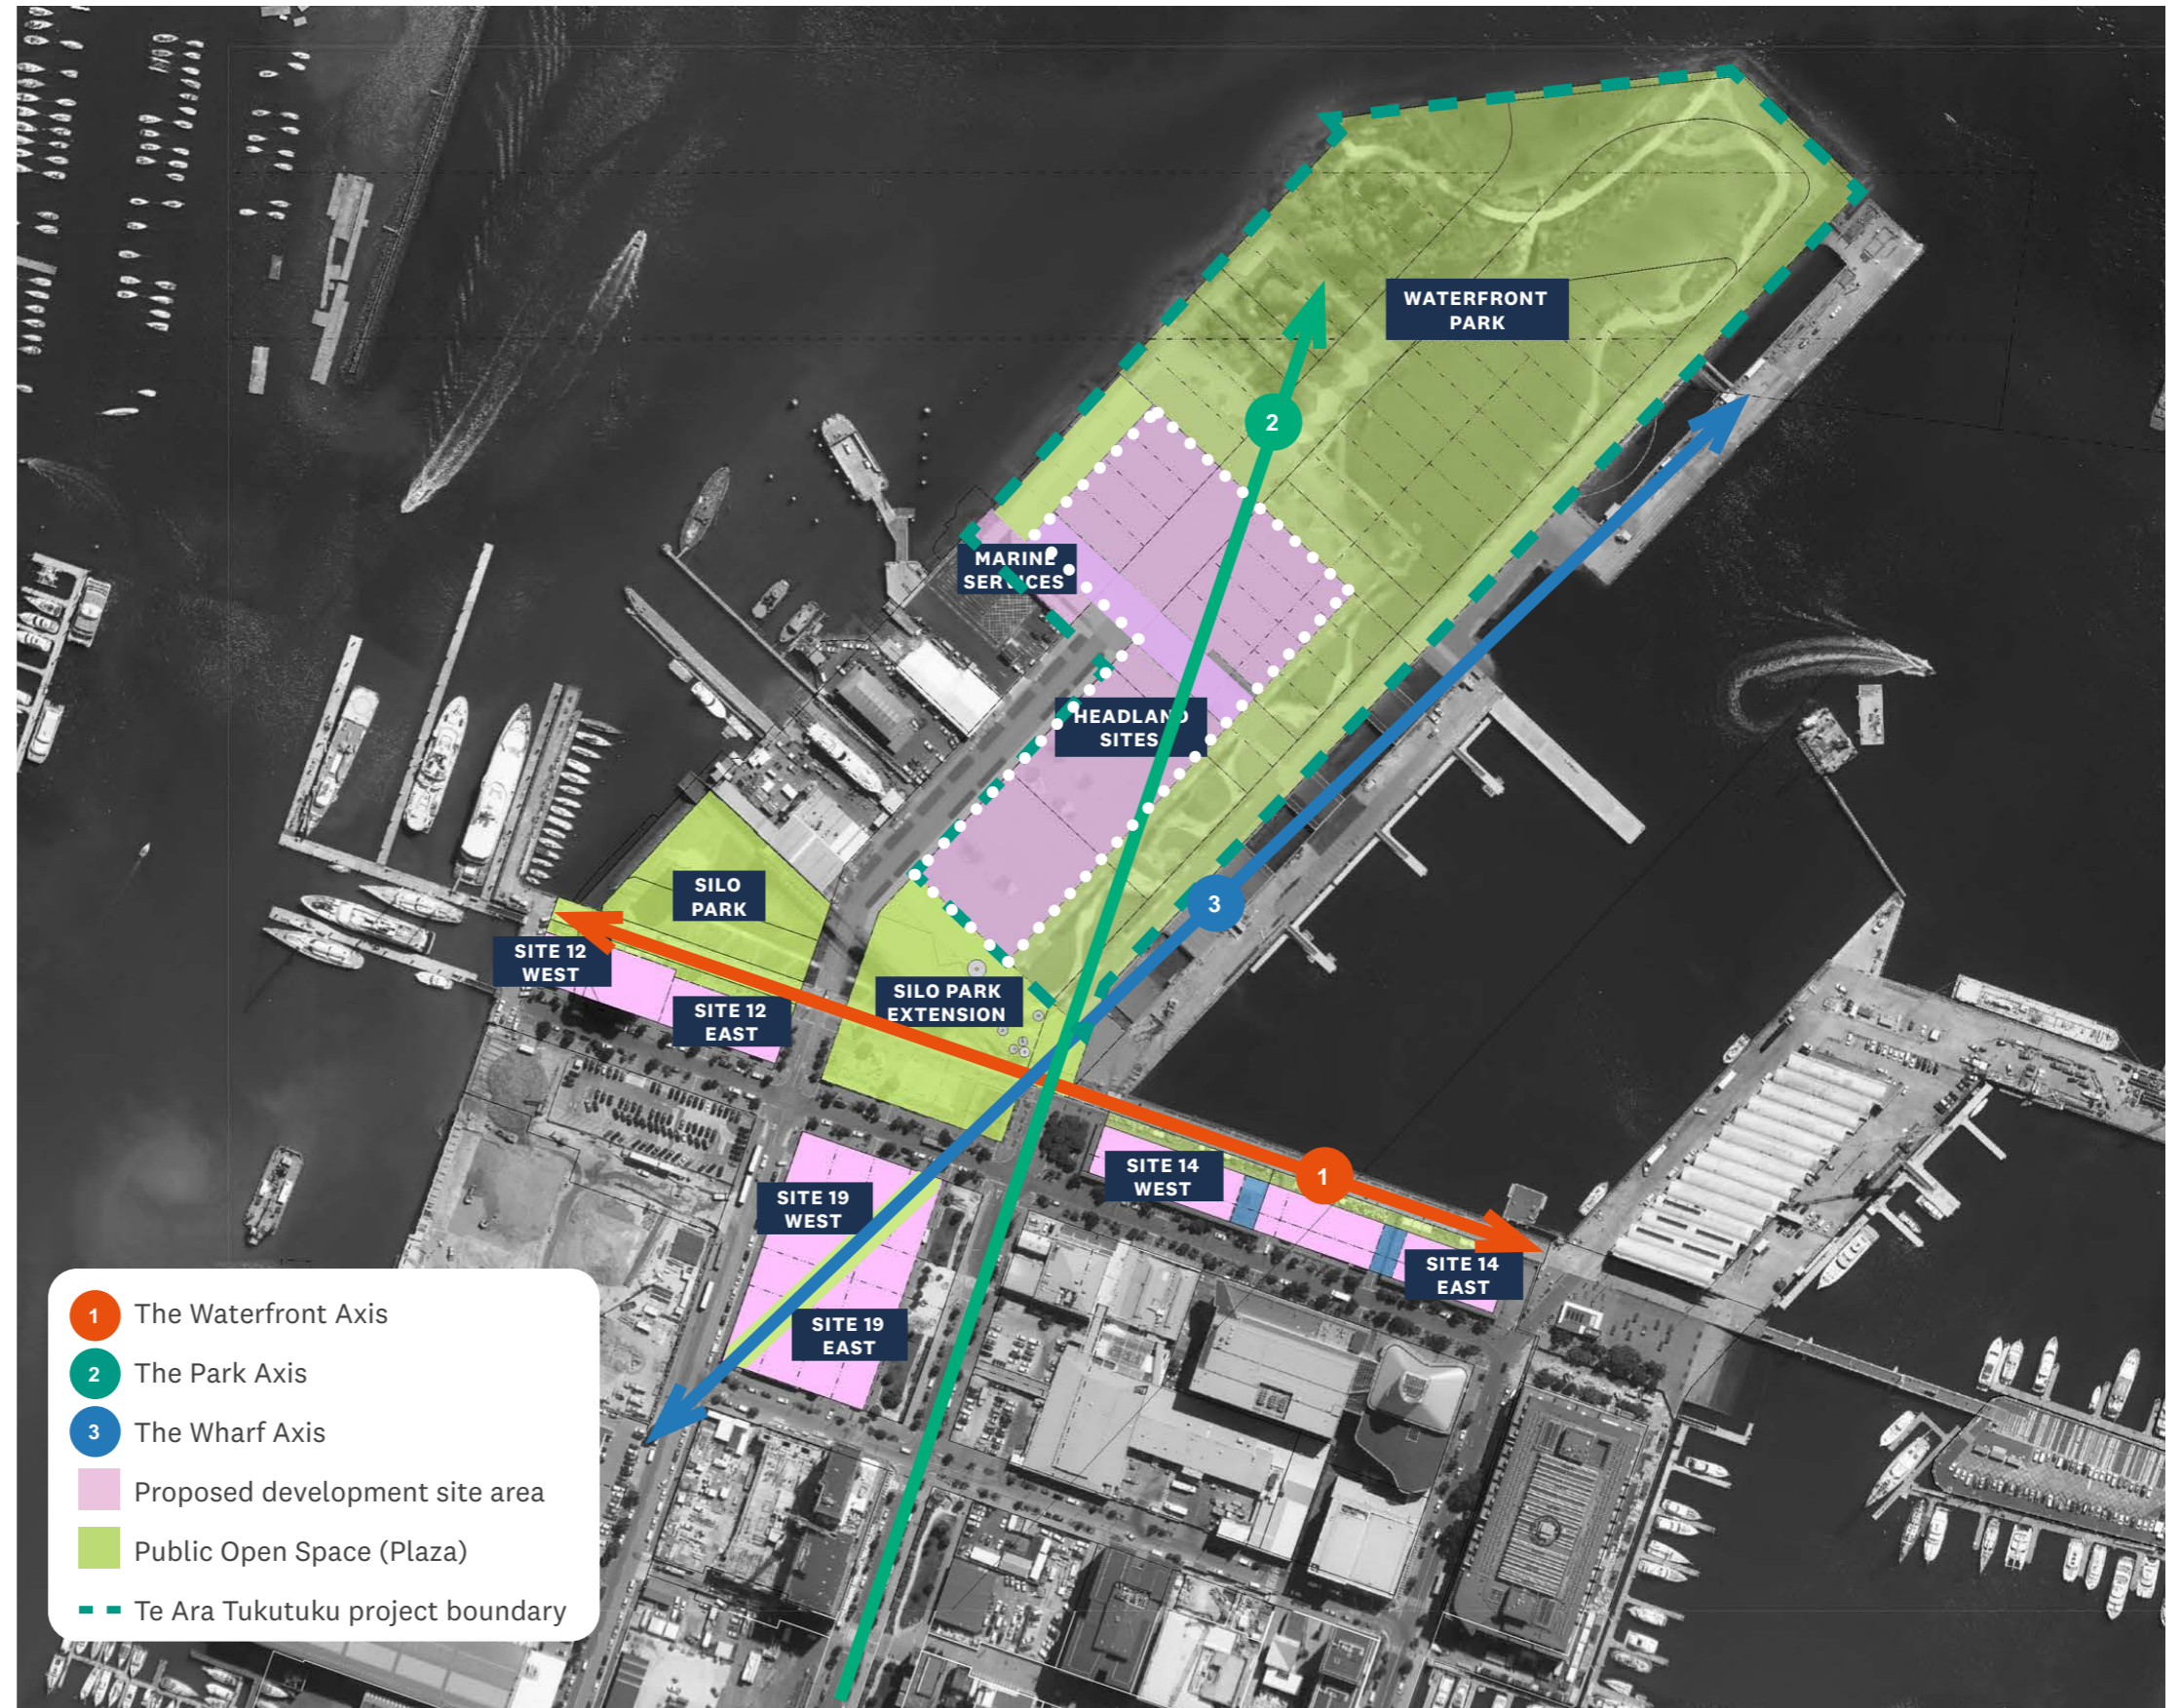 WATERFRONT
PARK
2
MARINE
SERVICES
HEADLAND
SITES
3
SILO
PARK
SITE 12
WEST
SITE 12
EAST
SILO PARK
EXTENSION
SITE 14
WEST
1
SITE 19
WEST
SITE 14
EAST
SITE 19
EAST
1 The Waterfront Axis
2 The Park Axis
3 The Wharf Axis
Proposed development site area
Public Open Space (Plaza)
Te Ara Tukutuku project boundary